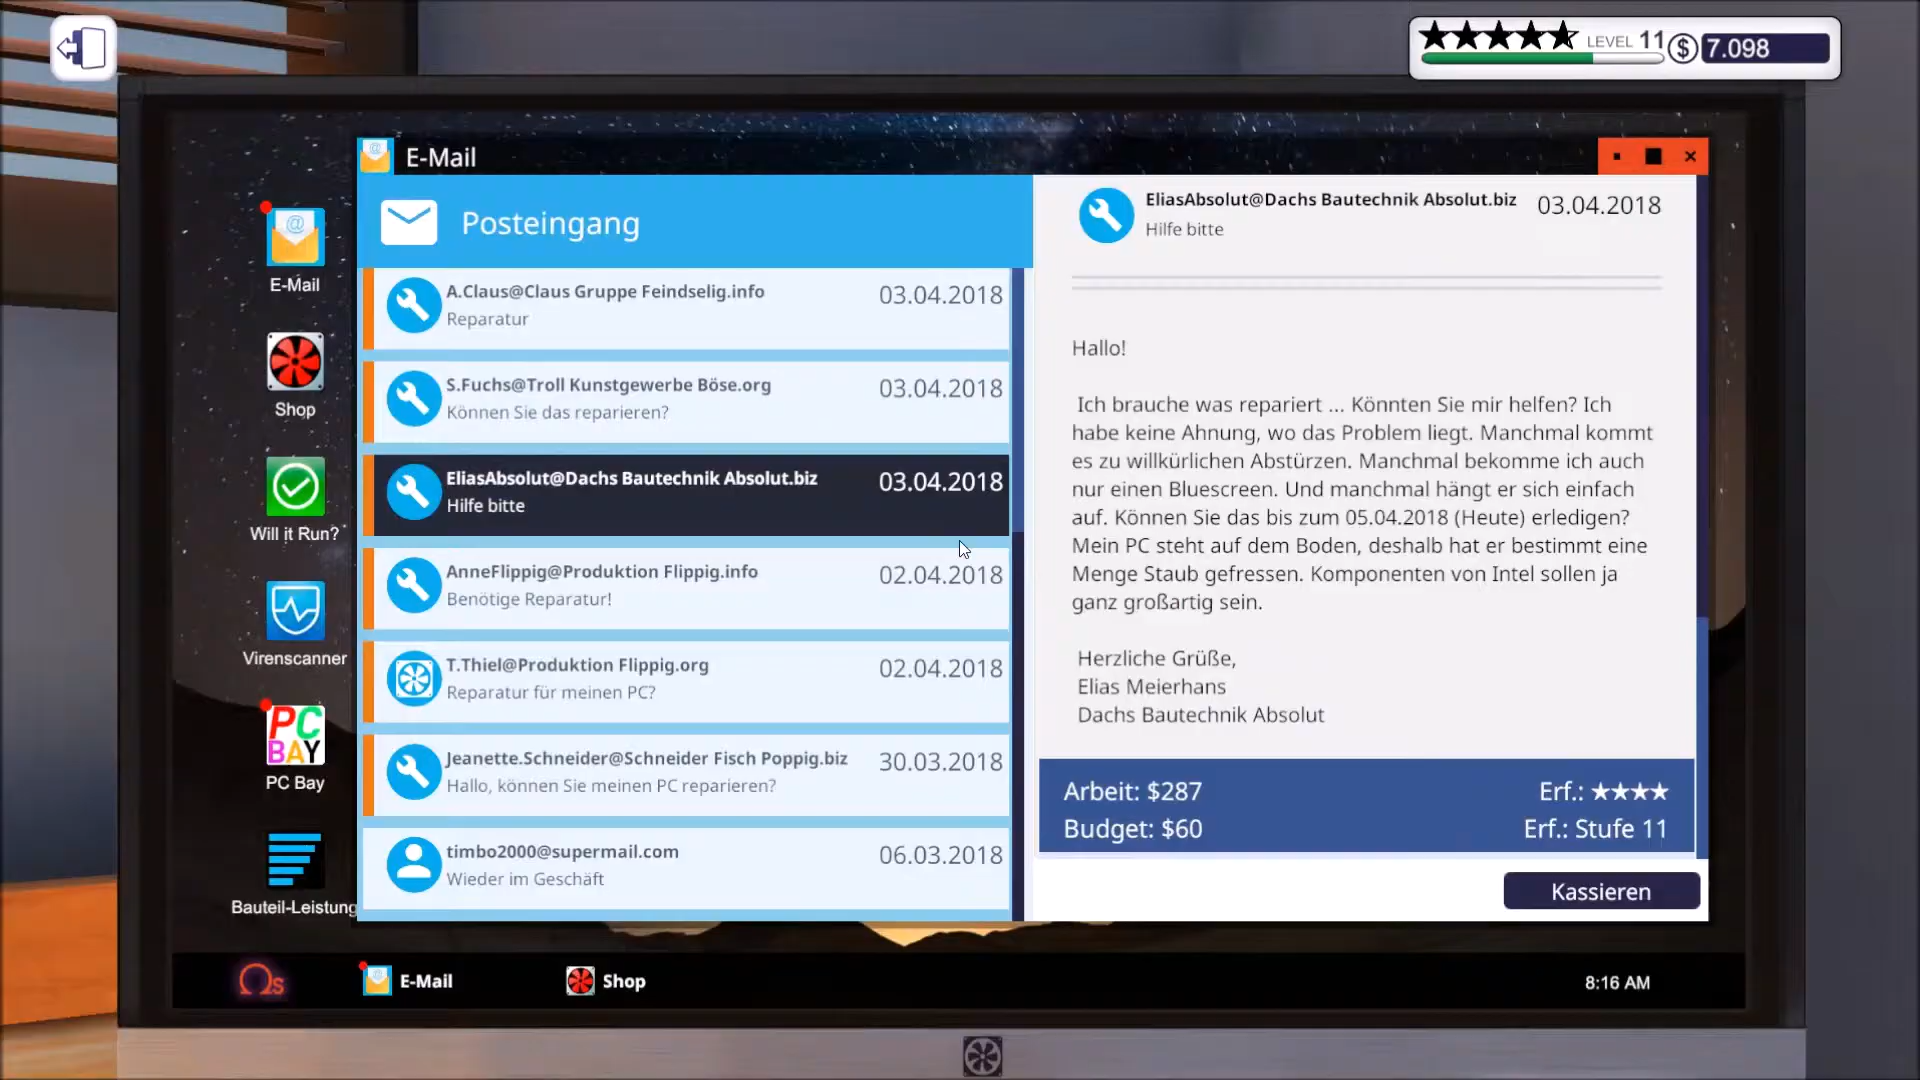 LEVEL 11
$ 7.098
E-Mail
Posteingang
A.Claus@Claus Gruppe Feindselig.info
03.04.2018
Reparatur
S.Fuchs@Troll Kunstgewerbe Böse.org
03.04.2018
Können Sie das reparieren?
EliasAbsolut@Dachs Bautechnik Absolut.biz
03.04.2018
Hilfe bitte
AnneFlippig@Produktion Flippig.info
02.04.2018
Benötige Reparatur!
T.Thiel@Produktion Flippig.org
02.04.2018
Reparatur für meinen PC?
Jeanette.Schneider@Schneider Fisch Poppig.biz
30.03.2018
Hallo, können Sie meinen PC reparieren?
timbo2000@supermail.com
06.03.2018
Wieder im Geschäft
EliasAbsolut@Dachs Bautechnik Absolut.biz
03.04.2018
Hilfe bitte
Hallo!
Ich brauche was repariert ... Könnten Sie mir helfen? Ich
habe keine Ahnung, wo das Problem liegt. Manchmal kommt
es zu willkürlichen Abstürzen. Manchmal bekomme ich auch
nur einen Bluescreen. Und manchmal hängt er sich einfach
auf. Können Sie das bis zum 05.04.2018 (Heute) erledigen?
Mein PC steht auf dem Boden, deshalb hat er bestimmt eine
Menge Staub gefressen. Komponenten von Intel sollen ja
ganz großartig sein.
Herzliche Grüße,
Elias Meierhans
Dachs Bautechnik Absolut
Arbeit: $287
Erf.: ★★★★
Budget: $60
Erf.: Stufe 11
Kassieren
E-Mail
Shop
Will it Run?
Virenscanner
PC
BAY
PC Bay
Bauteil-Leistung
Ωs
E-Mail
Shop
8:16 AM